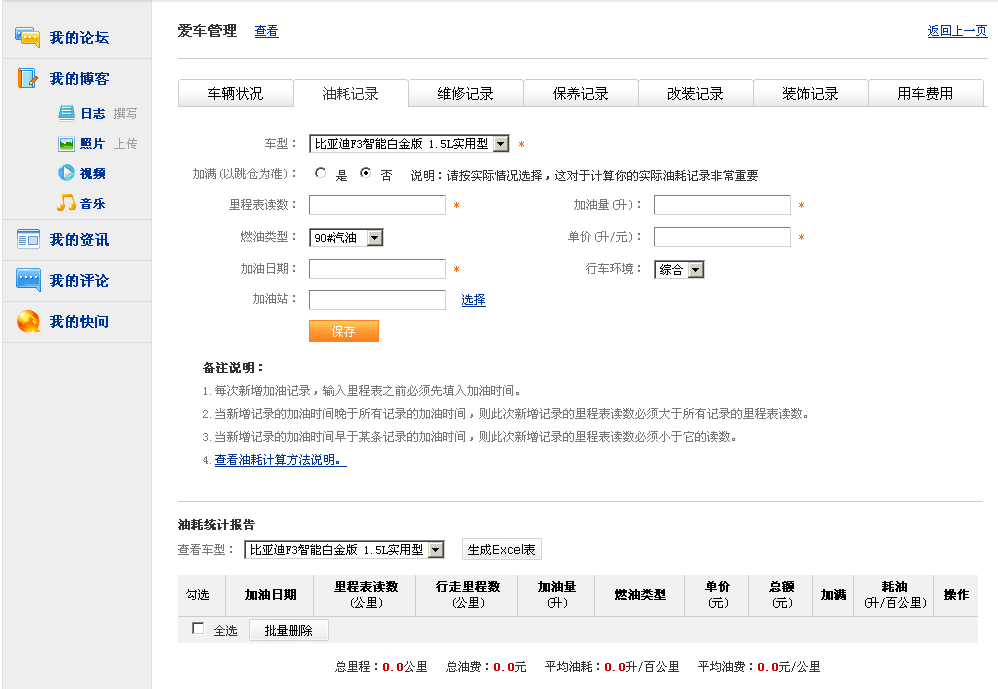 我的论坛
我的博客
日志 撰写
照片 上传
视频
音乐
我的资讯
我的评论
我的快问
爱车管理 查看 返回上一页
车辆状况 油耗记录 维修记录 保养记录 改装记录 装饰记录 用车费用
车型： 比亚迪F3智能白金版 1.5L实用型 *
加满(以跳仓为准)： 是 否 说明：请按实际情况选择，这对于计算你的实际油耗记录非常重要
里程表读数： * 加油量(升)： *
燃油类型： 90#汽油 单价(升/元)： *
加油日期： * 行车环境： 综合
加油站： 选择
保存
备注说明：
1. 每次新增加油记录，输入里程表之前必须先填入加油时间。
2. 当新增记录的加油时间晚于所有记录的加油时间，则此次新增记录的里程表读数必须大于所有记录的里程表读数。
3. 当新增记录的加油时间早于某条记录的加油时间，则此次新增记录的里程表读数必须小于它的读数。
4. 查看油耗计算方法说明。
油耗统计报告
查看车型： 比亚迪F3智能白金版 1.5L实用型 生成Excel表
勾选 加油日期 里程表读数(公里) 行走里程数(公里) 加油量(升) 燃油类型 单价(元) 总额(元) 加满 耗油(升/百公里) 操作
全选 批量删除
总里程：0.0公里 总油费：0.0元 平均油耗：0.0升/百公里 平均油费：0.0元/公里